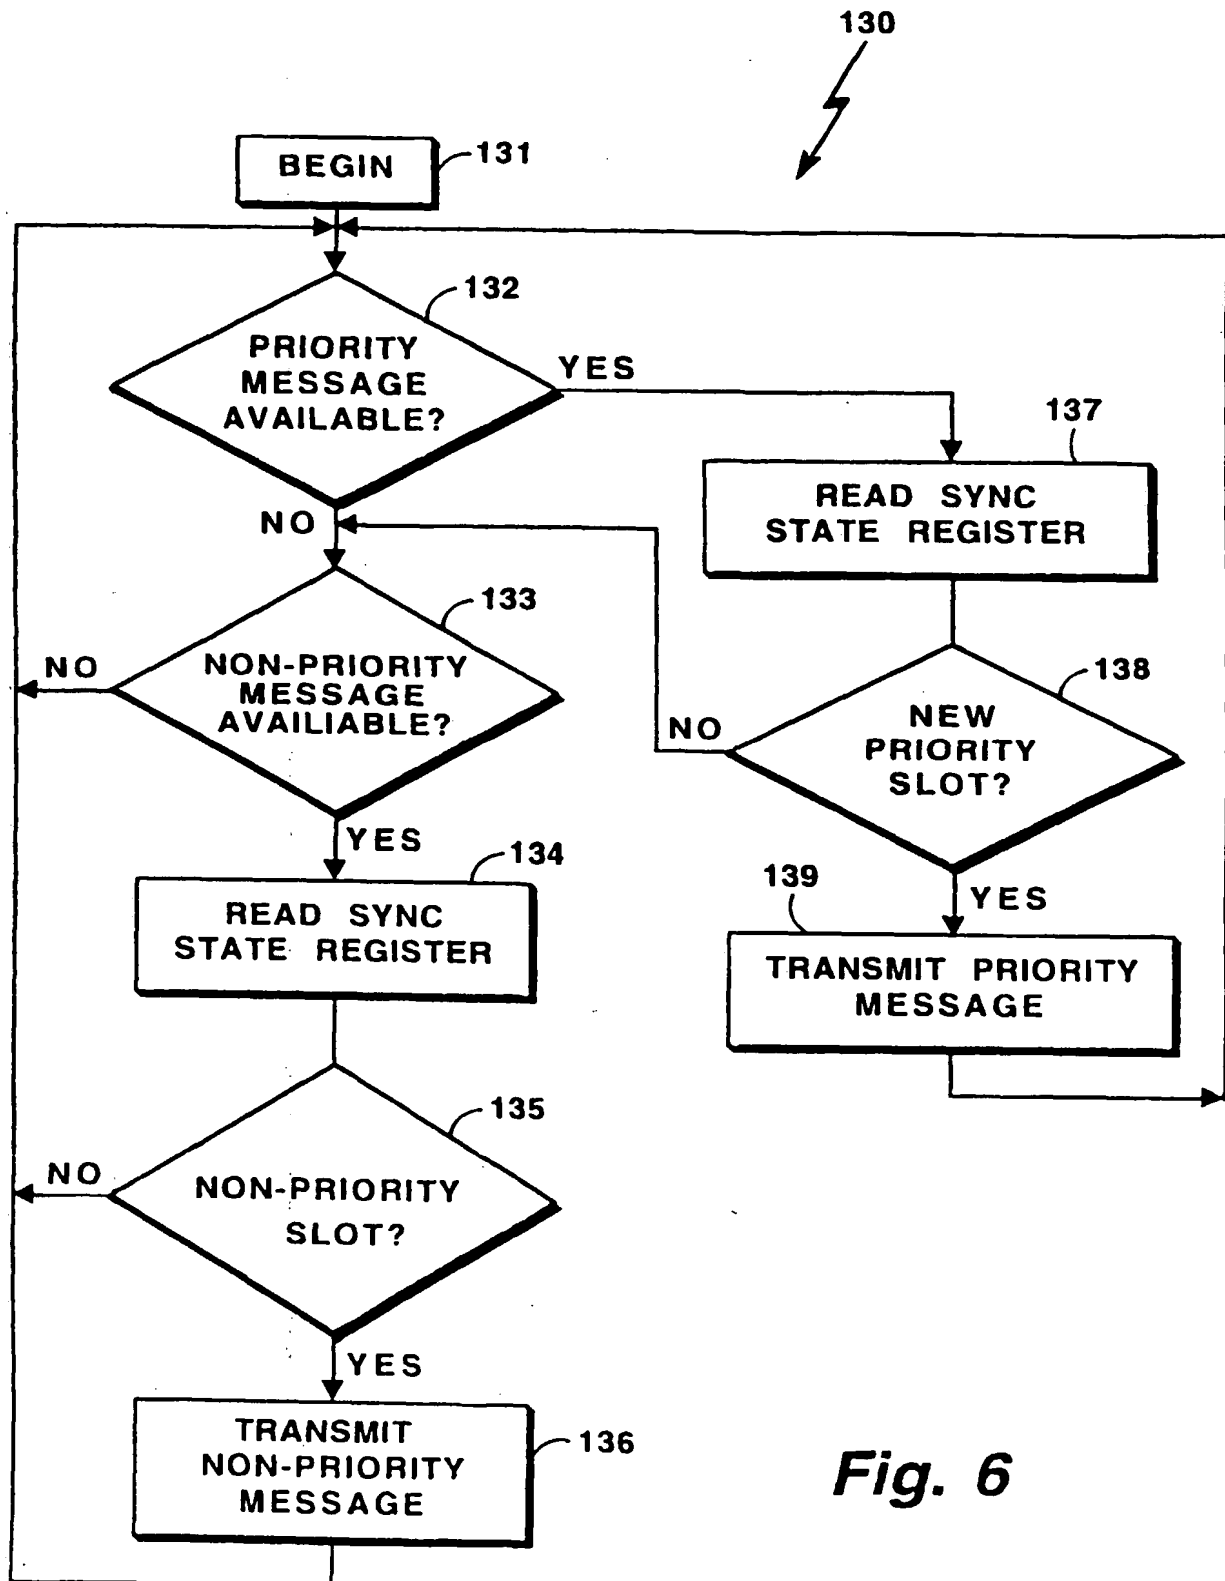 130
BEGIN
131
132
PRIORITY
MESSAGE
AVAILABLE?
YES
137
READ SYNC
STATE REGISTER
NO
133
NON-PRIORITY
MESSAGE
AVAILIABLE?
NO
138
NEW
PRIORITY
SLOT?
NO
YES
134
READ SYNC
STATE REGISTER
YES
139
TRANSMIT PRIORITY
MESSAGE
135
NON-PRIORITY
SLOT?
NO
YES
TRANSMIT
NON-PRIORITY
MESSAGE
136
Fig. 6